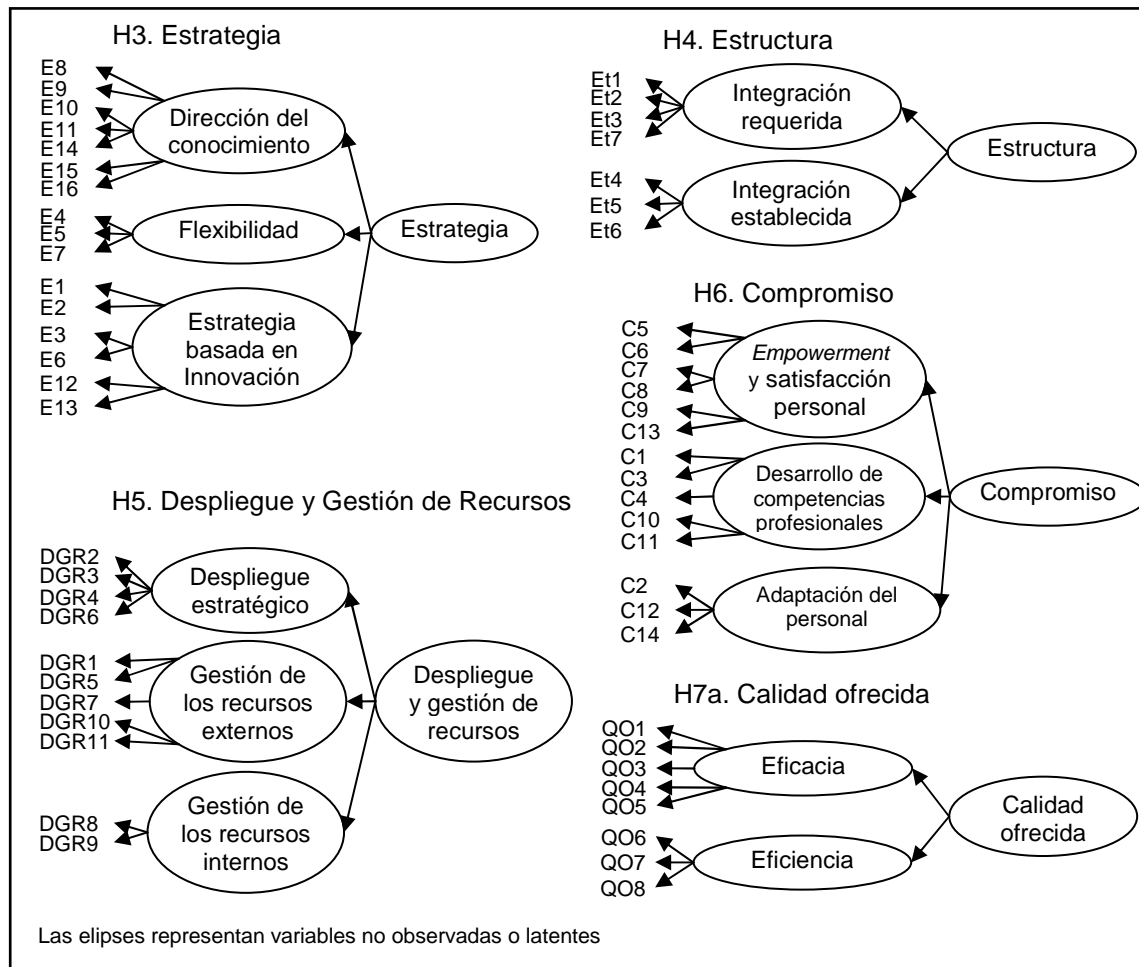 H3. Estrategia
E8
E9
E10
E11
E14
E15
E16
Dirección del
conocimiento
E4
E5
E7
Flexibilidad
E1
E2
E3
E6
E12
E13
Estrategia
basada en
Innovación
Estrategia
H4. Estructura
Et1
Et2
Et3
Et7
Integración
requerida
Et4
Et5
Et6
Integración
establecida
Estructura
H6. Compromiso
C5
C6
C7
C8
C9
C13
Empowerment
y satisfacción
personal
C1
C3
C4
C10
C11
Desarrollo de
competencias
profesionales
C2
C12
C14
Adaptación del
personal
Compromiso
H5. Despliegue y Gestión de Recursos
DGR2
DGR3
DGR4
DGR6
Despliegue
estratégico
DGR1
DGR5
DGR7
DGR10
DGR11
Gestión de
los recursos
externos
DGR8
DGR9
Gestión de
los recursos
internos
Despliegue
y gestión de
recursos
H7a. Calidad ofrecida
QO1
QO2
QO3
QO4
QO5
Eficacia
QO6
QO7
QO8
Eficiencia
Calidad
ofrecida
Las elipses representan variables no observadas o latentes